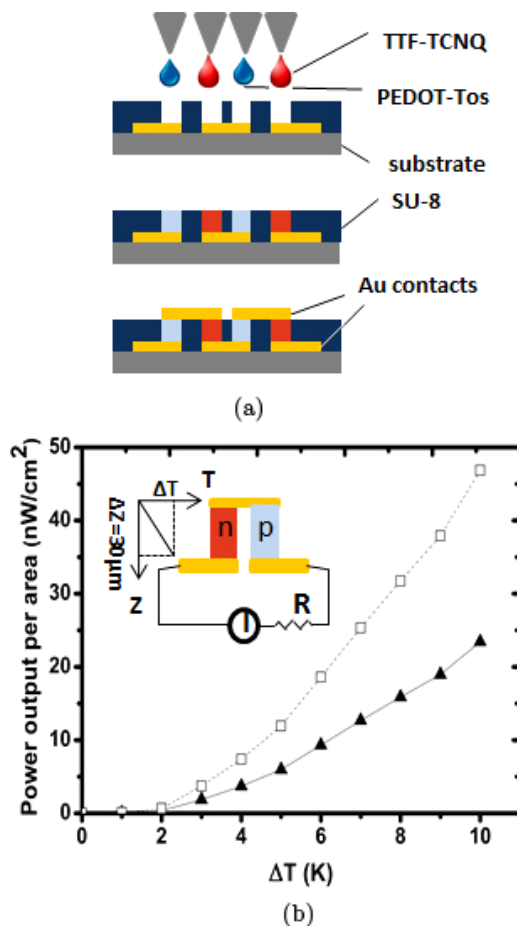 TTF-TCNQ
PEDOT-Tos
substrate
SU-8
Au contacts
(a)
Power output per area (nW/cm²)
50
40
30
20
10
0
ΔT
T
ΔZ=30µm
Z
n
p
I
R
0
2
4
6
8
10
ΔT (K)
(b)